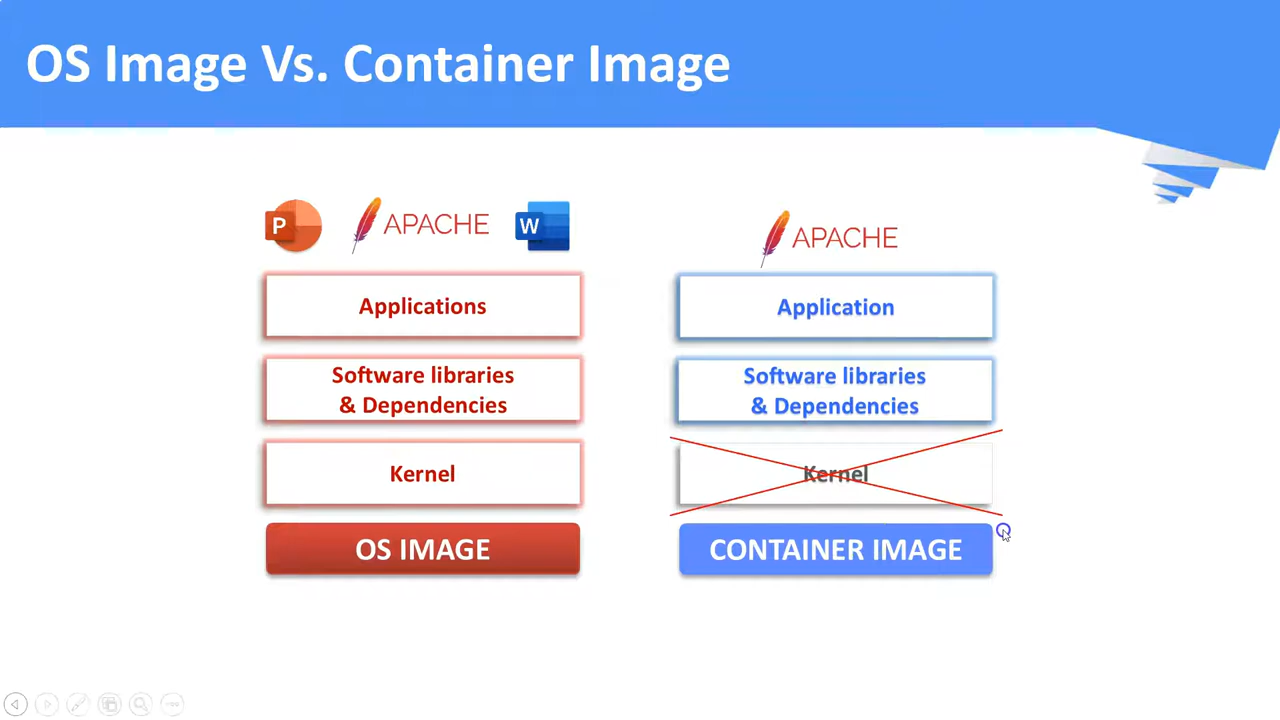 OS Image Vs. Container Image
P
APACHE
W
APACHE
Applications
Software libraries
& Dependencies
Kernel
OS IMAGE
Application
Software libraries
& Dependencies
Kernel
CONTAINER IMAGE